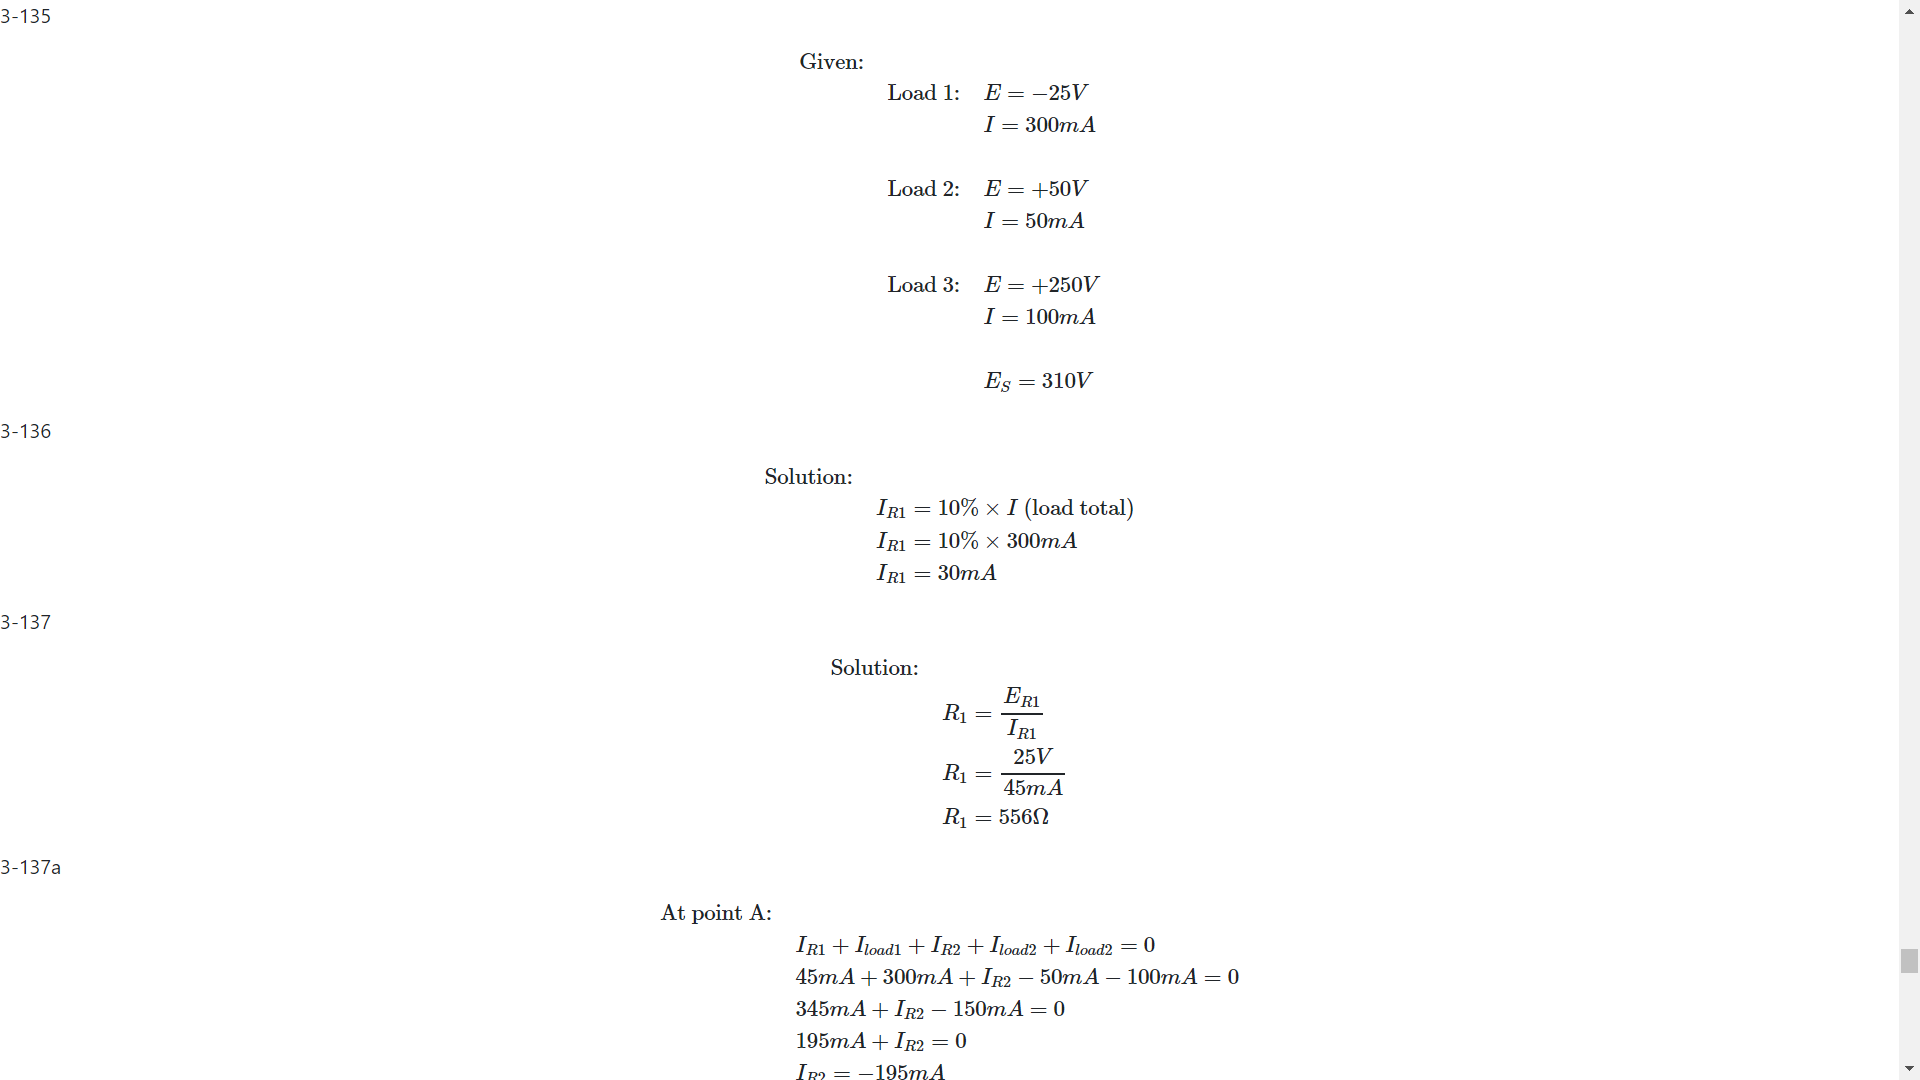 3-135
Given:
Load 1: E = −25V
I = 300mA
Load 2: E = +50V
I = 50mA
Load 3: E = +250V
I = 100mA
E_S = 310V
3-136
Solution:
I_{R1} = 10% × I (load total)
I_{R1} = 10% × 300mA
I_{R1} = 30mA
3-137
Solution:
R_1 = \frac{E_{R1}}{I_{R1}}
R_1 = \frac{25V}{45mA}
R_1 = 556Ω
3-137a
At point A:
I_{R1} + I_{load1} + I_{R2} + I_{load2} + I_{load2} = 0
45mA + 300mA + I_{R2} − 50mA − 100mA = 0
345mA + I_{R2} − 150mA = 0
195mA + I_{R2} = 0
I_{R2} = −195mA